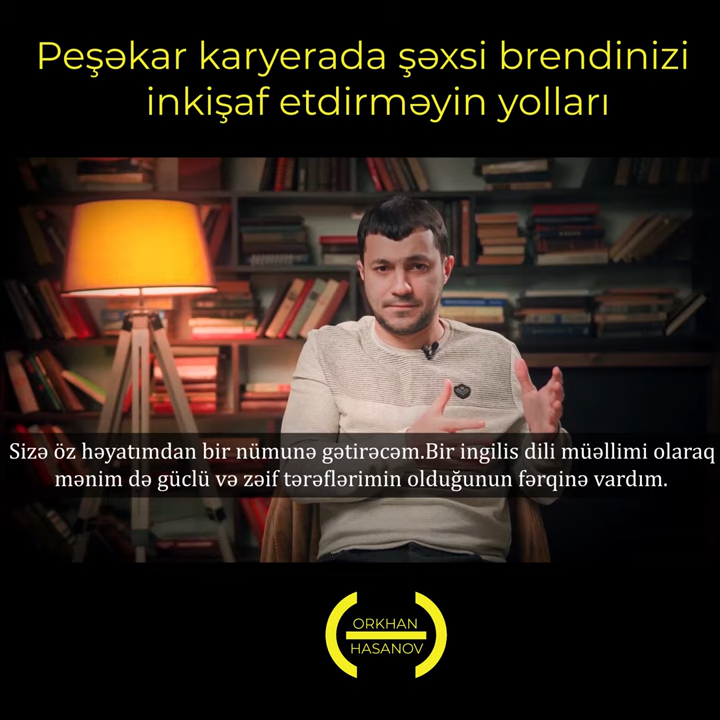 Peşəkar karyerada şəxsi brendinizi
inkişaf etdirməyin yolları
Sizə öz həyatımdan bir nümunə gətirəcəm.Bir ingilis dili müəllimi olaraq
mənim də güclü və zəif tərəflərimin olduğunun fərqinə vardım.
ORKHAN
HASANOV